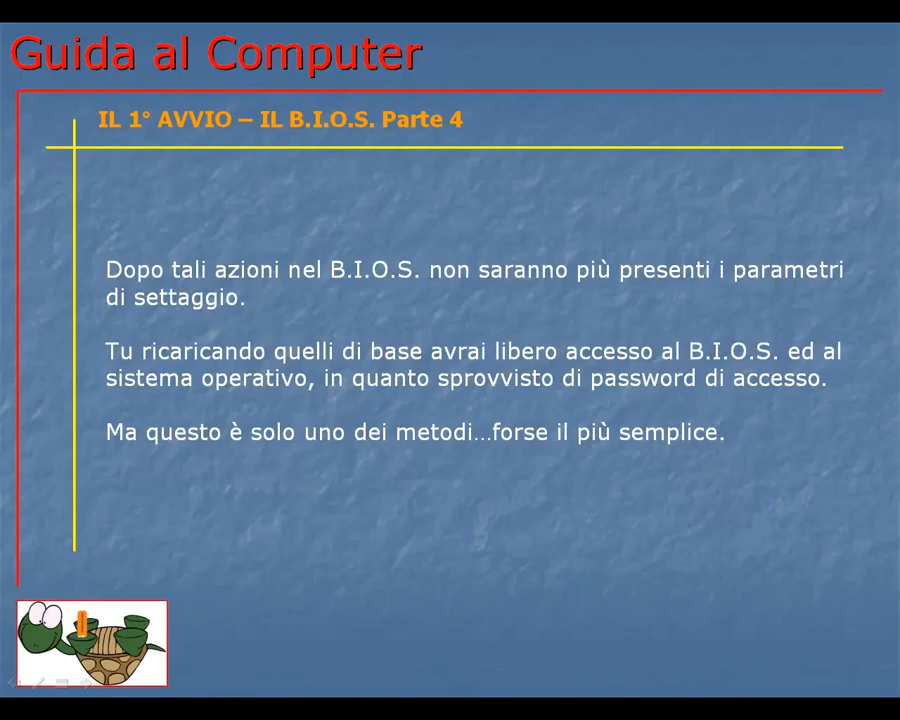 Guida al Computer
IL 1° AVVIO – IL B.I.O.S. Parte 4
Dopo tali azioni nel B.I.O.S. non saranno più presenti i parametri
di settaggio.
Tu ricaricando quelli di base avrai libero accesso al B.I.O.S. ed al
sistema operativo, in quanto sprovvisto di password di accesso.
Ma questo è solo uno dei metodi…forse il più semplice.